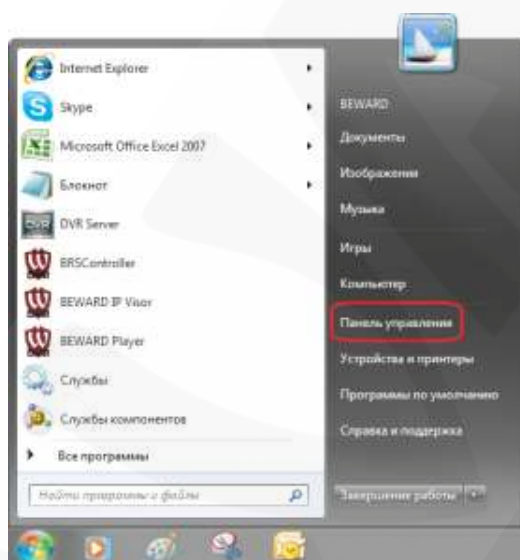 Internet Explorer
Skype
Microsoft Office Excel 2007
Блокнот
DVR Server
BRSController
BEWARD IP Visor
BEWARD Player
Службы
Службы компонентов
Все программы
Найти программы и файлы
BEWARD
Документы
Изображения
Музыка
Игры
Компьютер
Панель управления
Устройства и принтеры
Программы по умолчанию
Справка и поддержка
Завершение работы